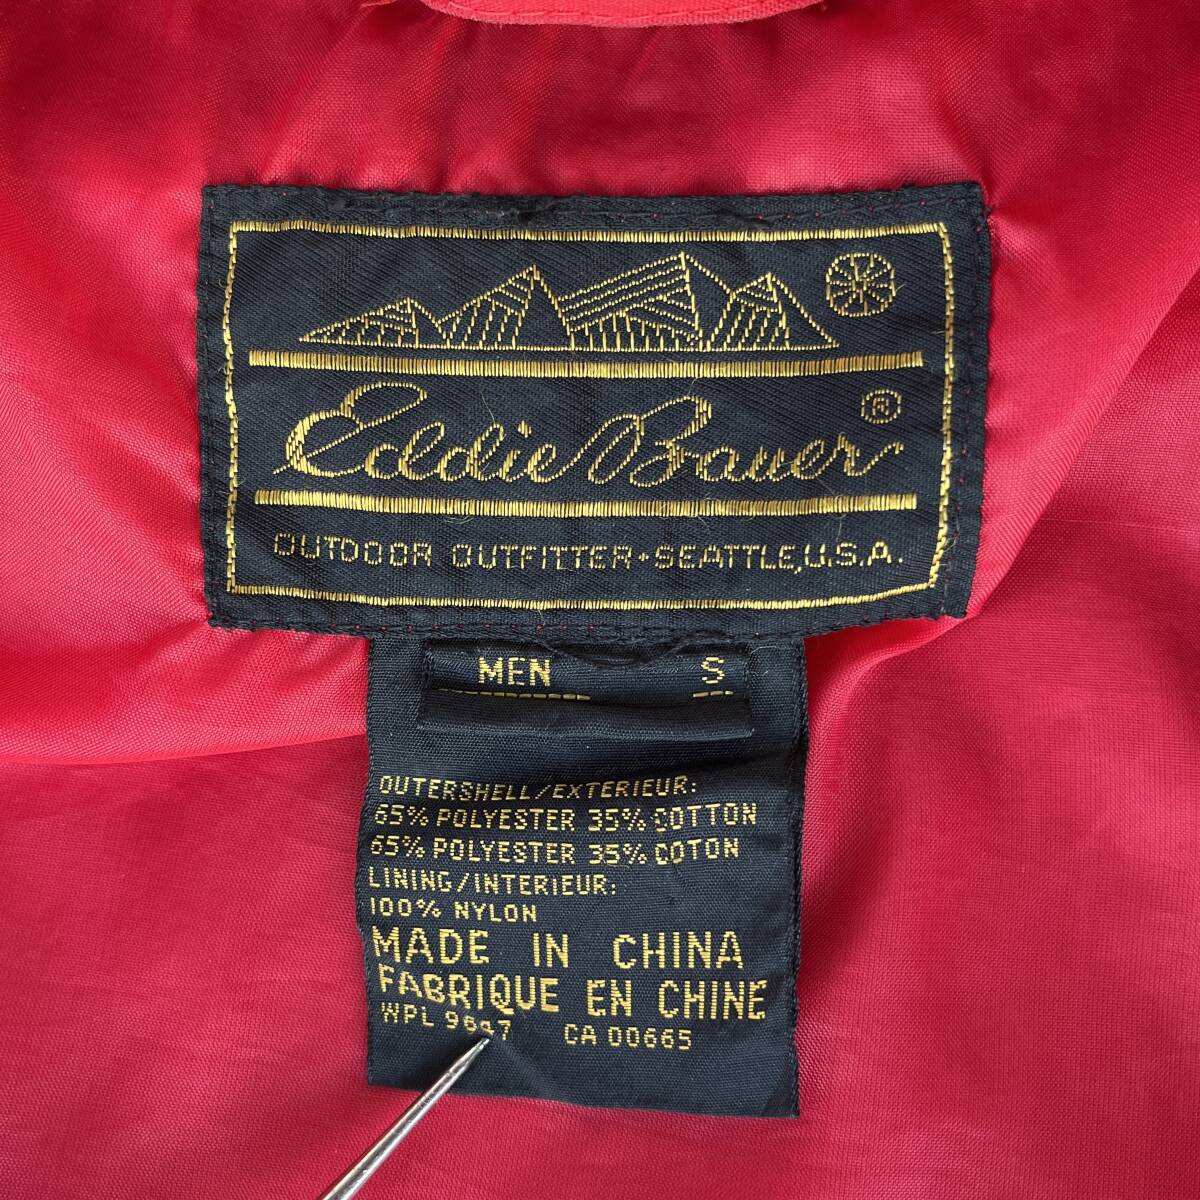 Eddie Bauer®
OUTDOOR OUTFITTER·SEATTLE, U.S.A.
MEN S
OUTERSHELL/EXTERIEUR:
65% POLYESTER 35% COTTON
65% POLYESTER 35% COTON
LINING/INTERIEUR:
100% NYLON
MADE IN CHINA
FABRIQUE EN CHINE
WPL CA 00665